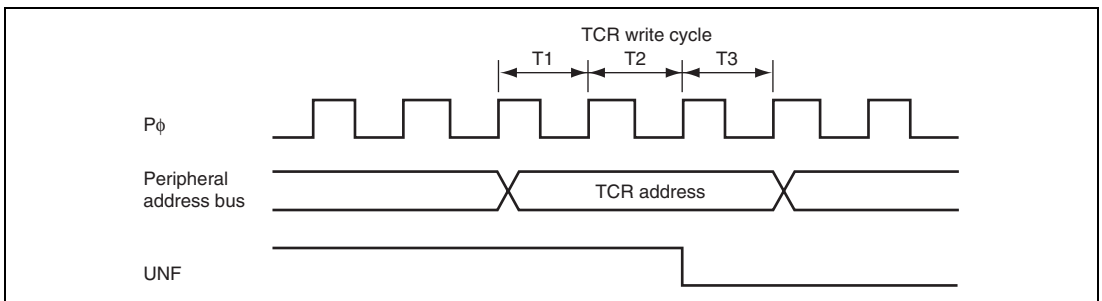 TCR write cycle
T1 T2 T3
Pϕ
Peripheral
address bus
TCR address
UNF